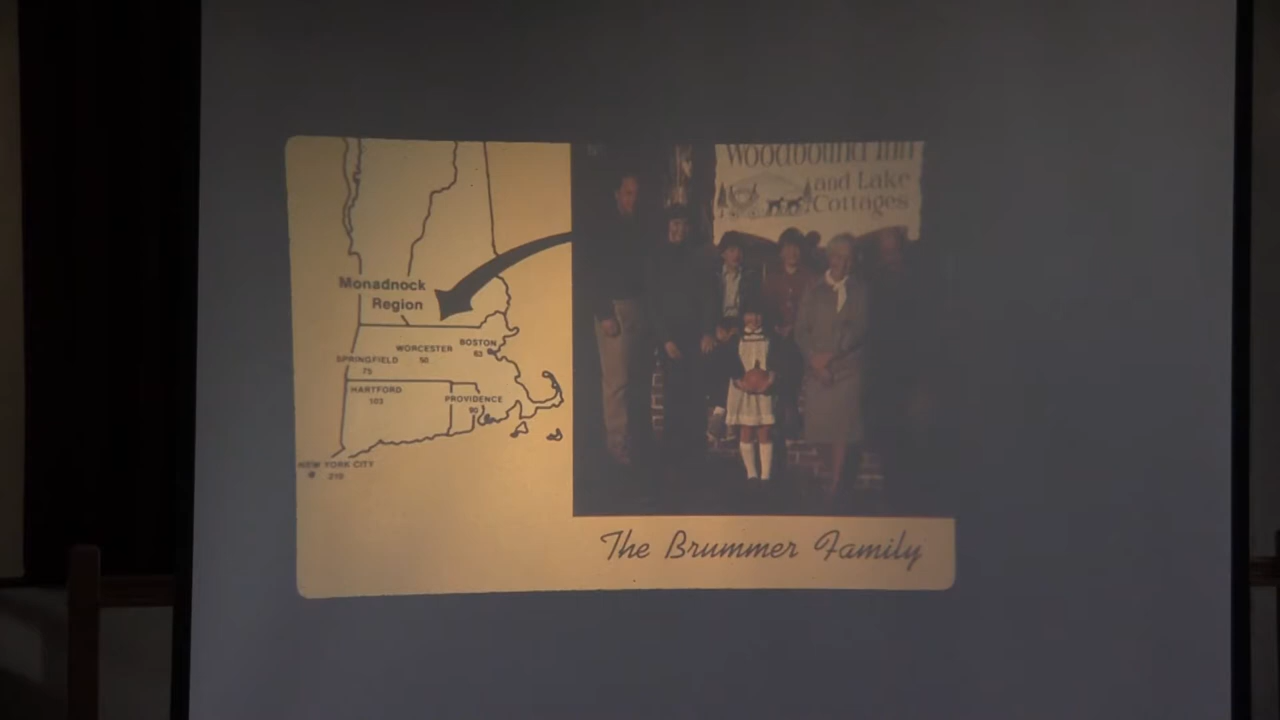 Woodbound Inn
and Lake
Cottages
Monadnock
Region
BOSTON
63
WORCESTER
50
SPRINGFIELD
75
HARTFORD
103
PROVIDENCE
90
NEW YORK CITY
210
The Brummer Family